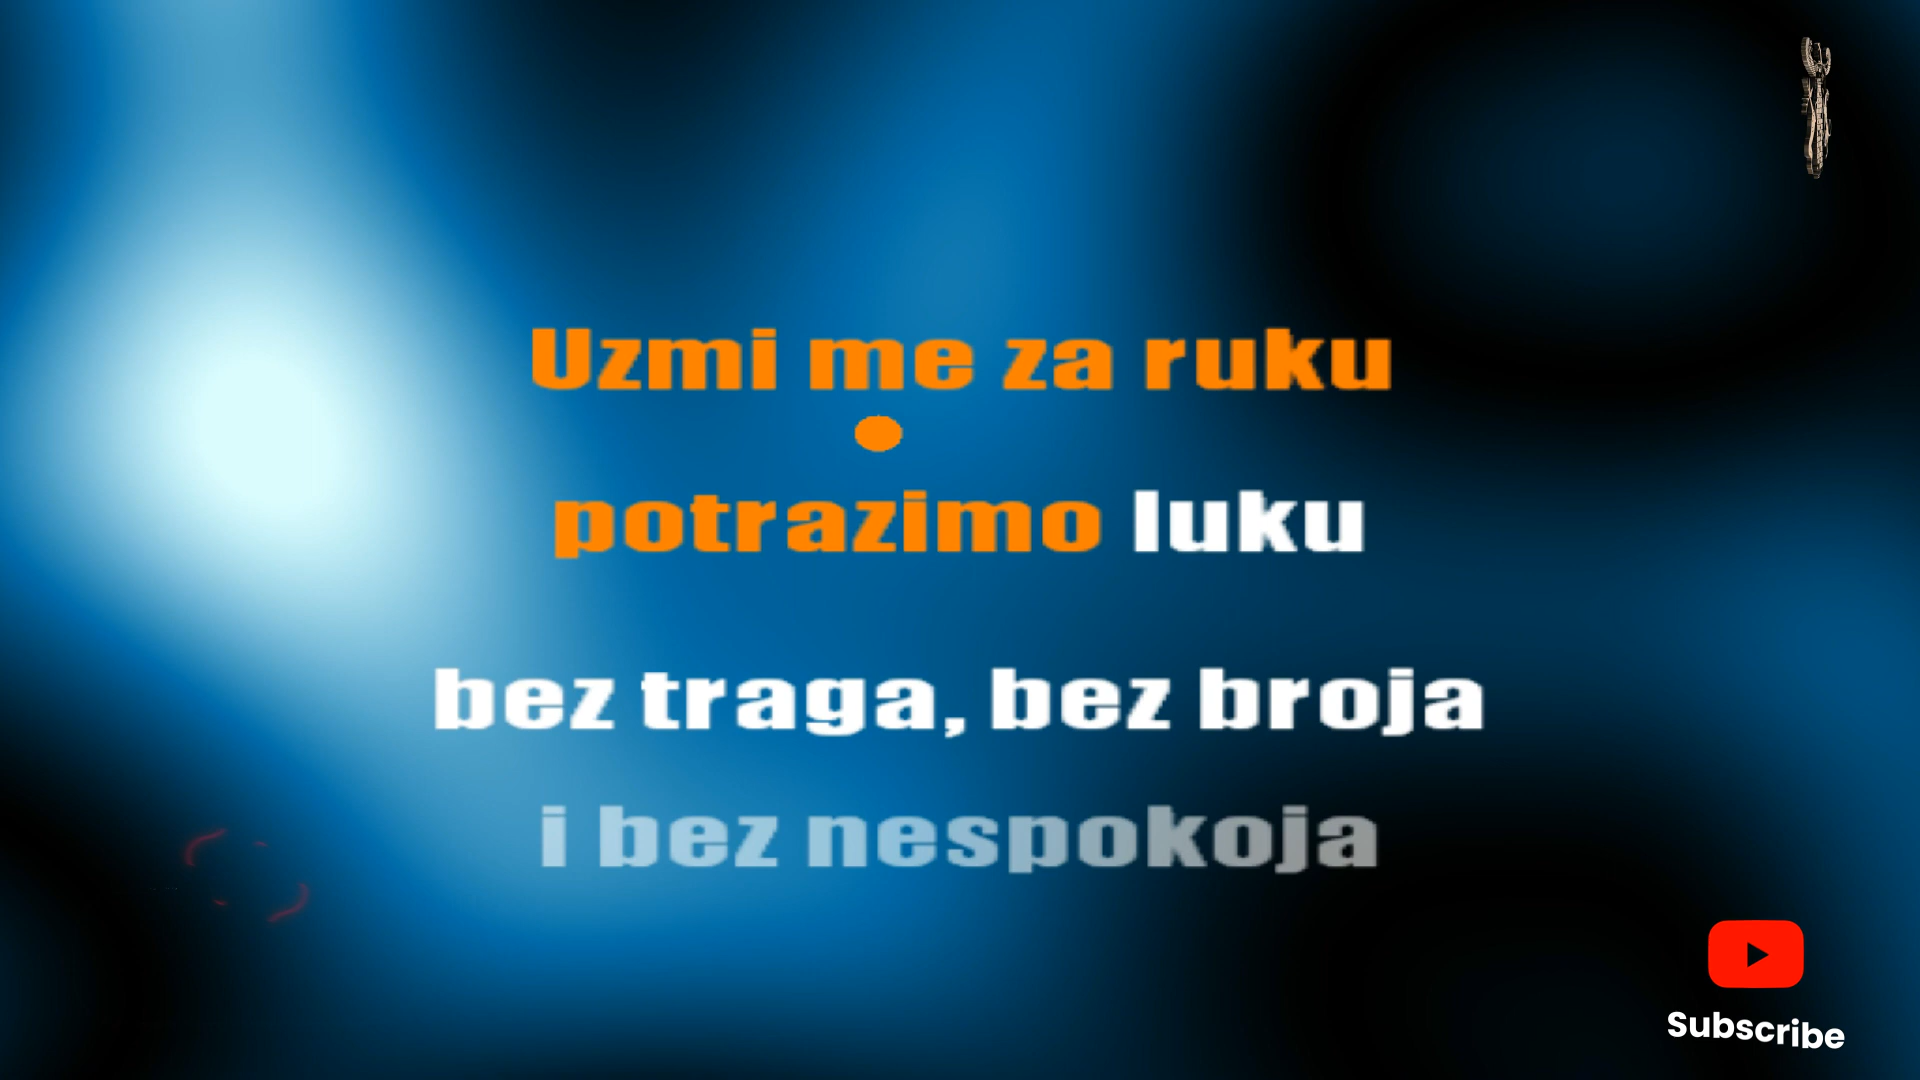 Uzmi me za ruku
potrazimo luku
bez traga, bez broja
i bez nespokoja
Subscribe